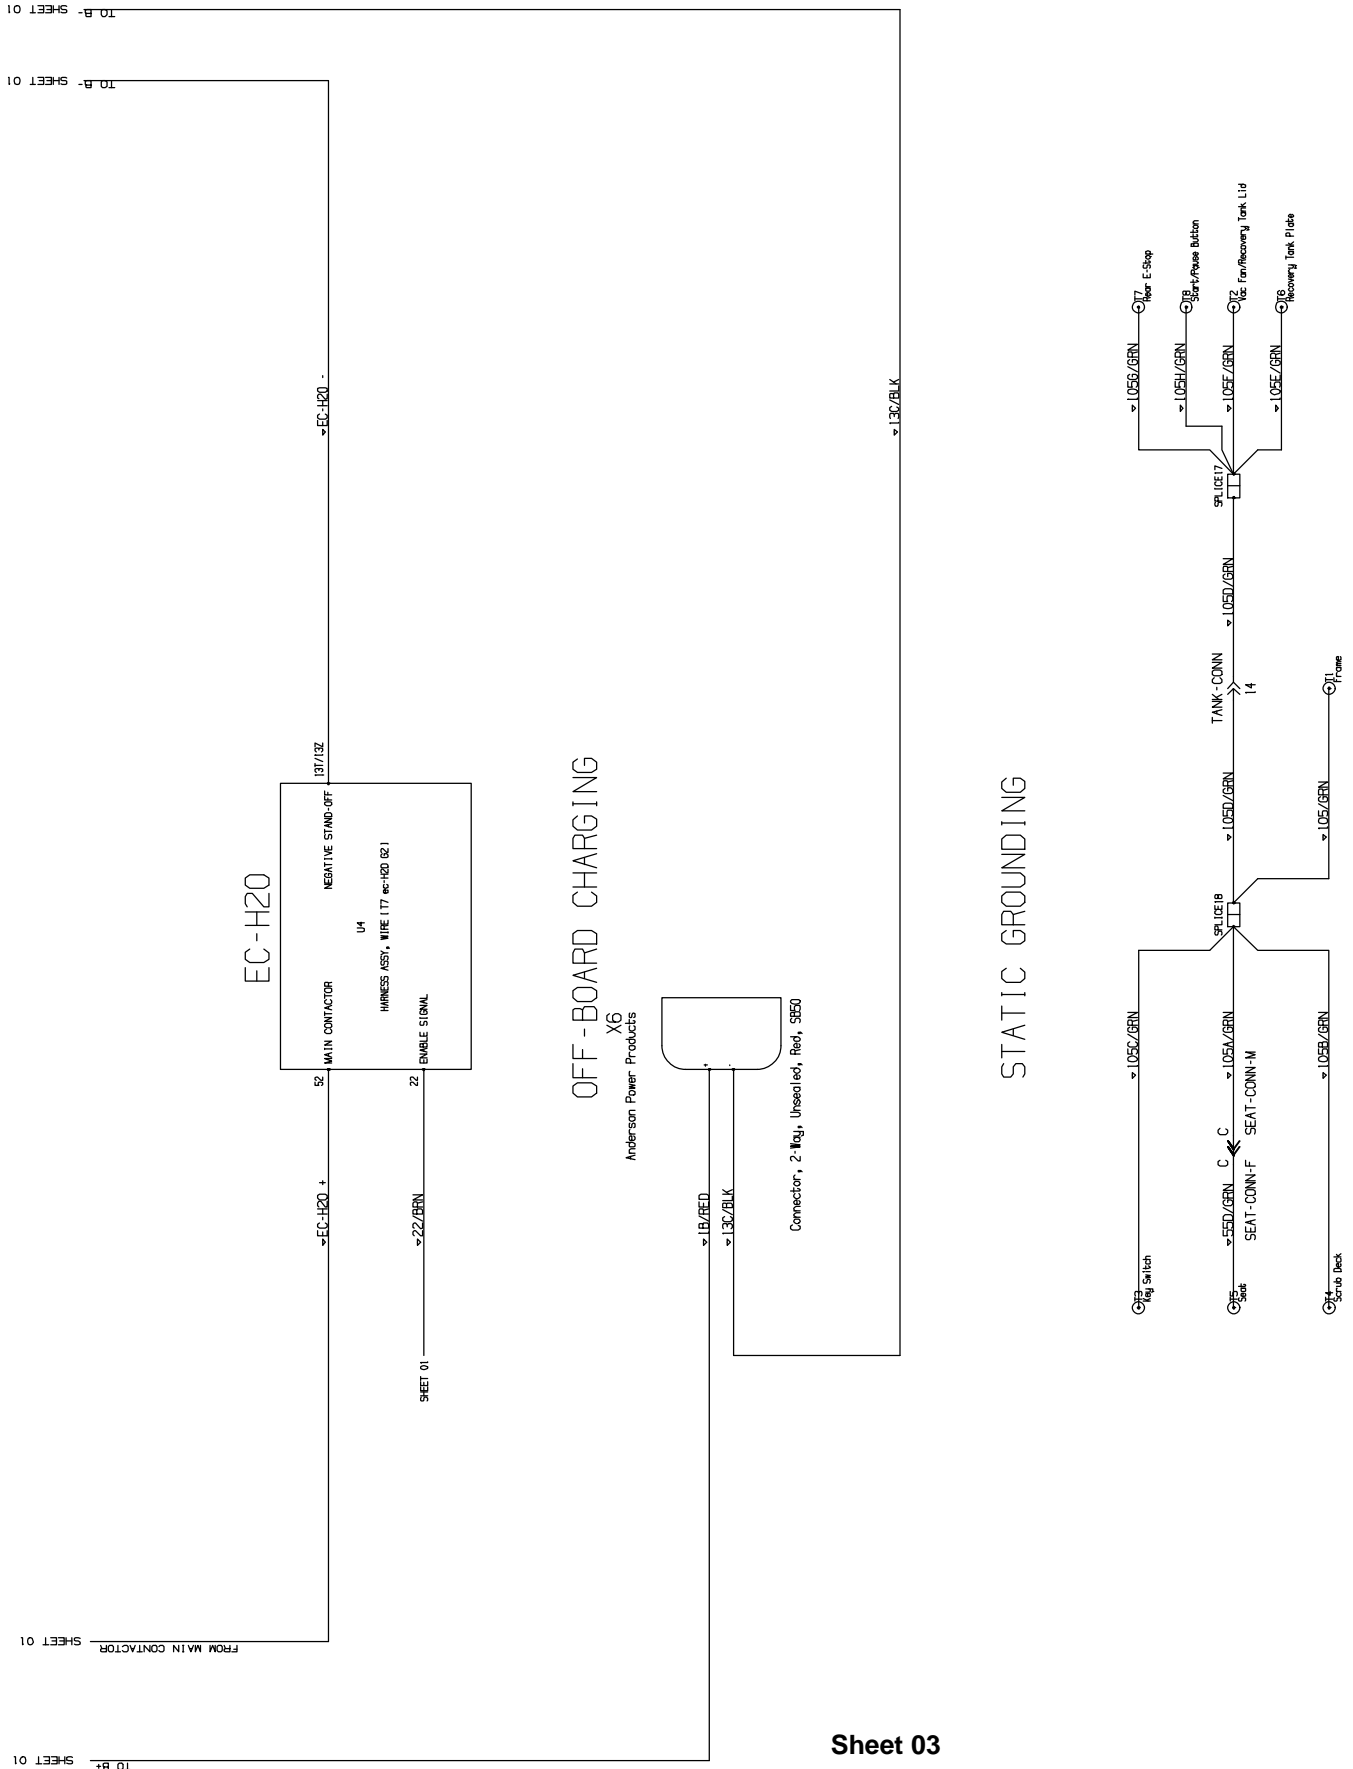 TO B- SHEET 01
TO B- SHEET 01
EC-H2O -
13C/BLK
13T/13Z
EC-H2O
NEGATIVE STAND-OFF
U4
HARNESS ASSY, WIRE [T7 ec-H2O G2]
MAIN CONTACTOR
ENABLE SIGNAL
52
22
EC-H2O +
22/BRN
SHEET 01
FROM MAIN CONTACTOR SHEET 01
TO B+ SHEET 01
OFF-BOARD CHARGING
X6
Anderson Power Products
+
-
Connector, 2-Way, Unsealed, Red, SB50
1B/RED
13C/BLK
STATIC GROUNDING
T7
Rear E-Stop
T8
Start/Pause Button
T2
Vac Fan/Recovery Tank Lid
T6
Recovery Tank Plate
105G/GRN
105H/GRN
105F/GRN
105E/GRN
SPLICE17
105D/GRN
TANK-CONN
14
T1
Frame
105D/GRN
105/GRN
SPLICE18
105C/GRN
105A/GRN
105B/GRN
C
SEAT-CONN-M
C
SEAT-CONN-F
55D/GRN
T3
Key Switch
T5
Seat
T4
Scrub Deck
Sheet 03